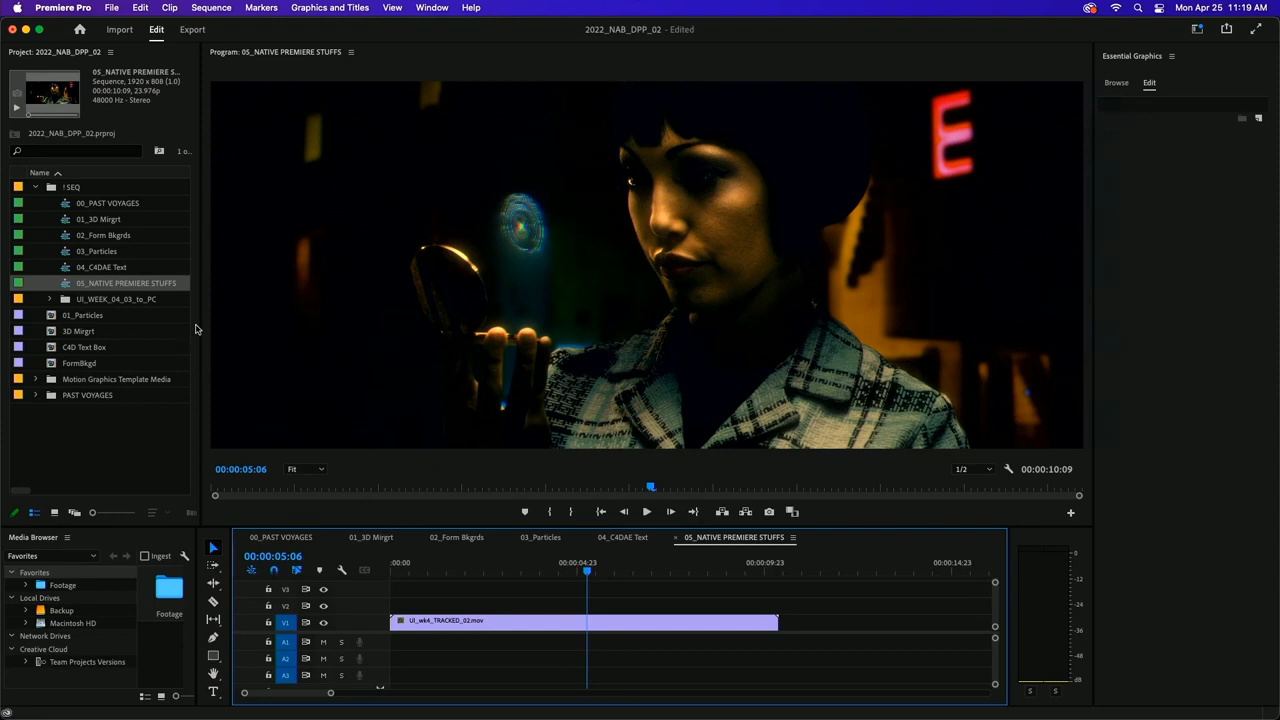 Premiere Pro File Edit Clip Sequence Markers Graphics and Titles View Window Help Mon Apr 25 11:19 AM
Import Edit Export 2022_NAB_DPP_02 - Edited
Project: 2022_NAB_DPP_02
05_NATIVE PREMIERE S...
Sequence, 1920 x 808 (1.0)
00:00:10:09, 23.976p
48000 Hz - Stereo
2022_NAB_DPP_02.prproj
1 o...
Name
! SEQ
00_PAST VOYAGES
01_3D Mirgrt
02_Form Bkgrds
03_Particles
04_C4DAE Text
05_NATIVE PREMIERE STUFFS
UI_WEEK_04_03_to_PC
01_Particles
3D Mirgrt
C4D Text Box
FormBkgd
Motion Graphics Template Media
PAST VOYAGES
Program: 05_NATIVE PREMIERE STUFFS
E
00:00:05:06 Fit 1/2 00:00:10:09
Essential Graphics
Browse Edit
Media Browser
Favorites Ingest
Favorites
Footage
Local Drives
Backup
Macintosh HD
Network Drives
Creative Cloud
Team Projects Versions
Footage
00_PAST VOYAGES 01_3D Mirgrt 02_Form Bkgrds 03_Particles 04_C4DAE Text × 05_NATIVE PREMIERE STUFFS
00:00:05:06
:00:00 00:00:04:23 00:00:09:23 00:00:14:23
V3
V2
V1 UI_wk4_TRACKED_02.mov
A1 M S
A2 M S
A3 M S
T
0
-12
-24
-36
-48
dB
S S